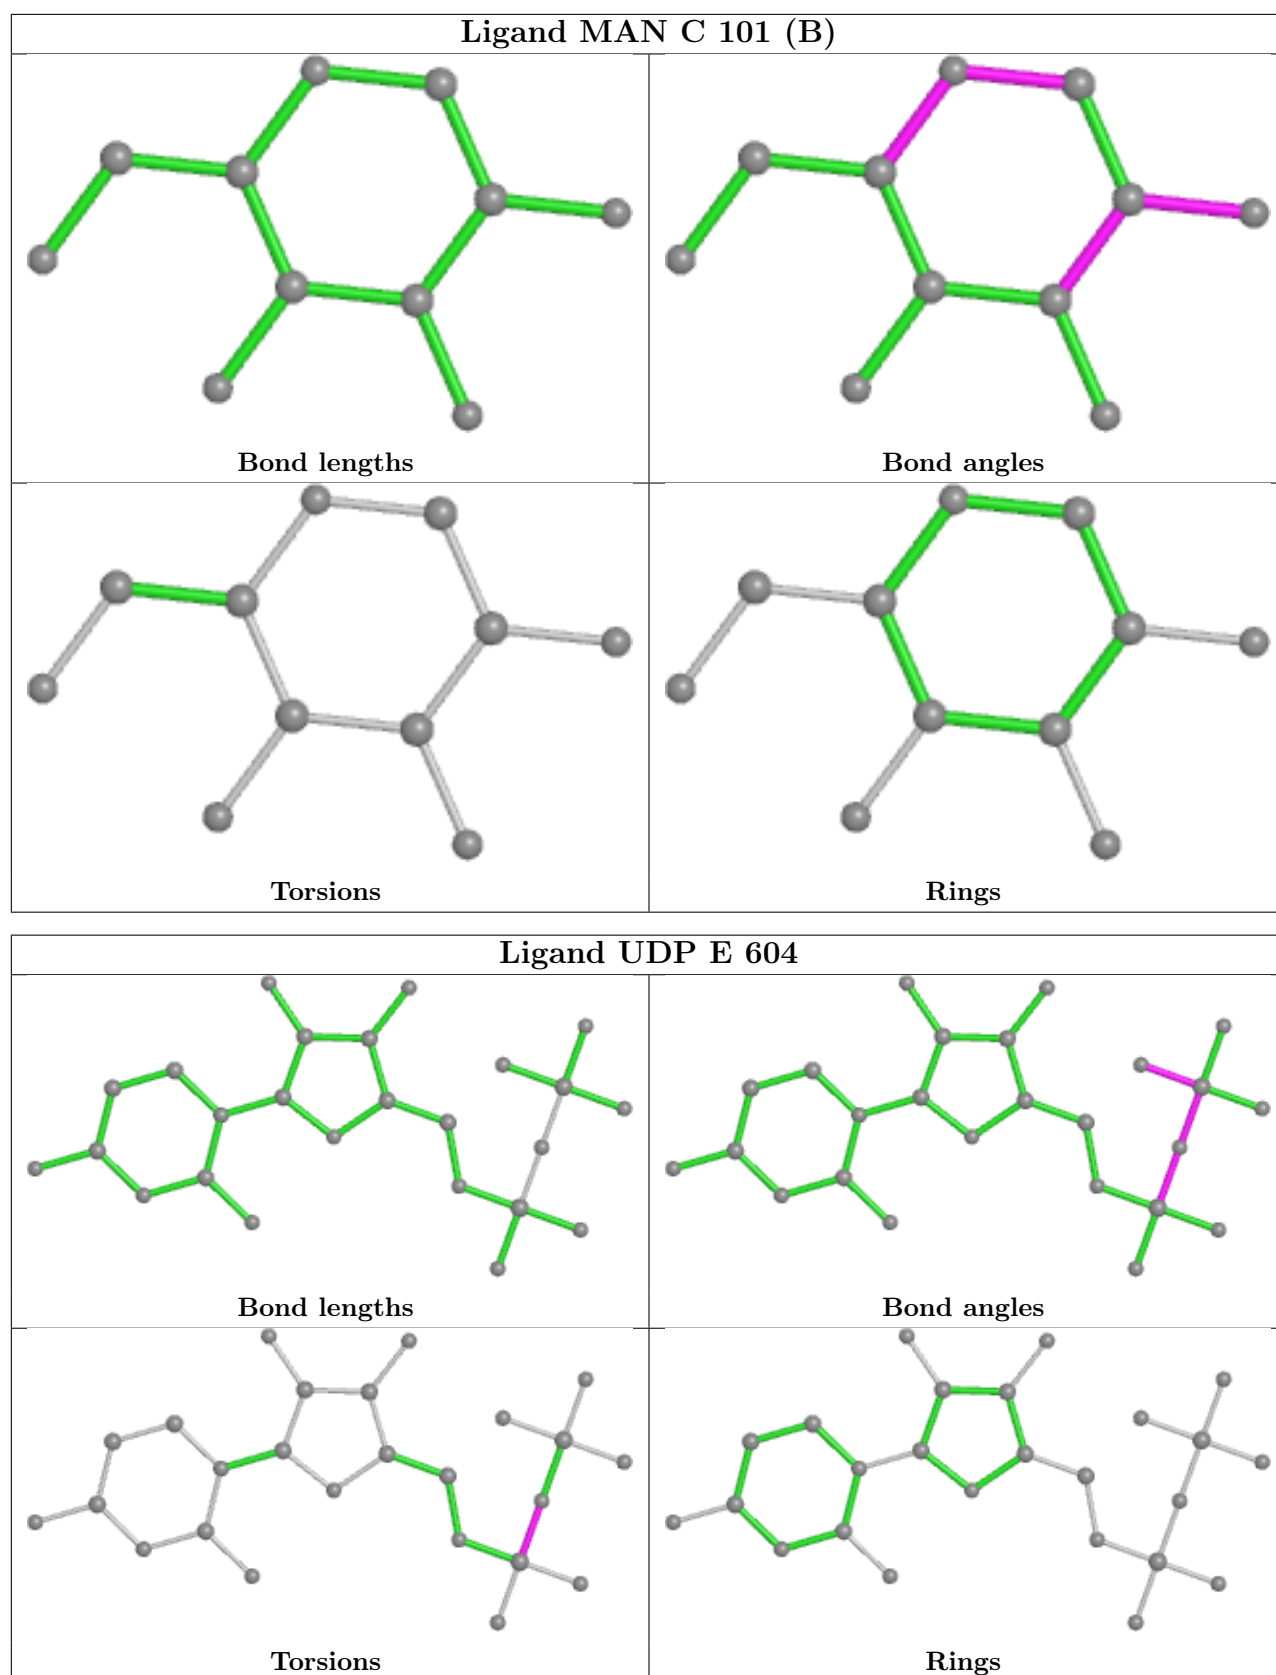 Ligand MAN C 101 (B)
Bond lengths
Bond angles
Torsions
Rings
Ligand UDP E 604
Bond lengths
Bond angles
Torsions
Rings